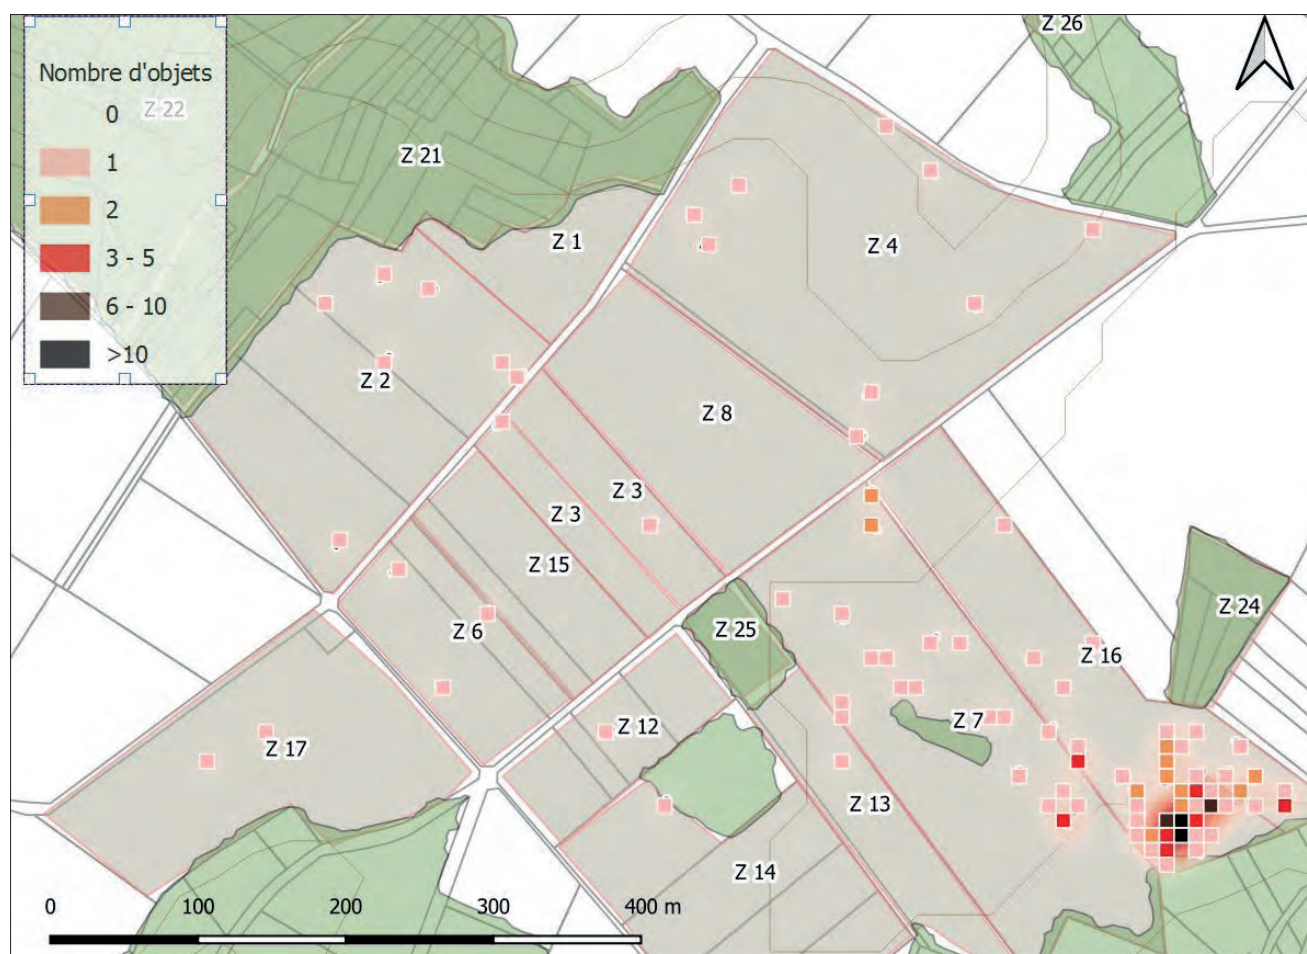 Nombre d'objets
0
Z 22
1
2
3 - 5
6 - 10
>10
Z 26
Z 21
Z 1
Z 4
Z 2
Z 8
Z 3
Z 3
Z 15
Z 6
Z 25
Z 24
Z 16
Z 7
Z 12
Z 17
Z 13
Z 14
0 100 200 300 400 m